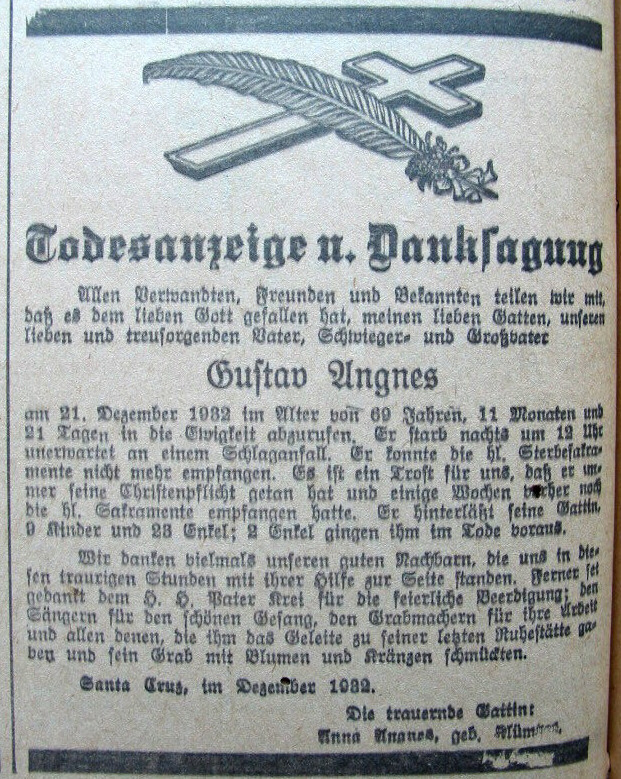 Todesanzeige u. Danksagung
Allen Verwandten, Freunden und Bekannten teilen wir mit,
daß es dem lieben Gott gefallen hat, meinen lieben Gatten, unseren
lieben und treusorgenden Vater, Schwieger- und Großvater
Gustav Angnes
am 21. Dezember 1932 im Alter von 69 Jahren, 11 Monaten und
21 Tagen in die Ewigkeit abzurufen. Er starb nachts um 12 Uhr
unerwartet an einem Schlaganfall. Er konnte die hl. Sterbesakra-
mente nicht mehr empfangen. Es ist ein Trost für uns, daß er im-
mer seine Christenpflicht getan hat und einige Wochen vorher noch
die hl. Sakramente empfangen hatte. Er hinterläßt seine Gattin,
9 Kinder und 23 Enkel; 2 Enkel gingen ihm im Tode voraus.
Wir danken vielmals unseren guten Nachbarn, die uns in die-
sen traurigen Stunden mit ihrer Hilfe zur Seite standen. Ferner sei
gedankt dem H. H. Pater Krei für die feierliche Beerdigung; den
Sängern für den schönen Gesang, den Grabmachern für ihre Arbeit
und allen denen, die ihm das Geleite zu seiner letzten Ruhestätte ga-
ben und sein Grab mit Blumen und Kränzen schmückten.
Santa Cruz, im Dezember 1932.
Die trauernde Gattin:
Anna Angnes, geb.